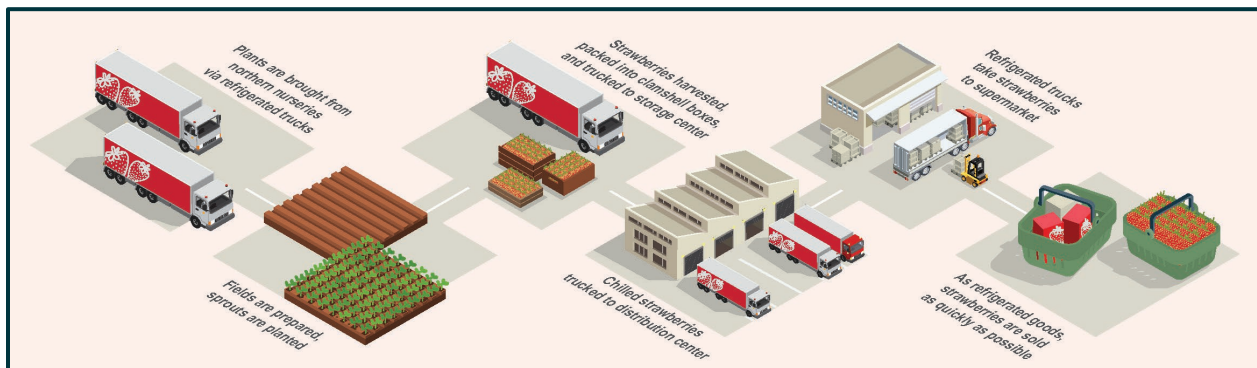 Plants are brought from
northern nurseries
via refrigerated trucks
Fields are prepared,
sprouts are planted
Strawberries harvested,
packed into clamshell boxes,
and trucked to storage center
Chilled strawberries
trucked to distribution center
Refrigerated trucks
take strawberries
to supermarket
As refrigerated goods,
strawberries are sold
as quickly as possible